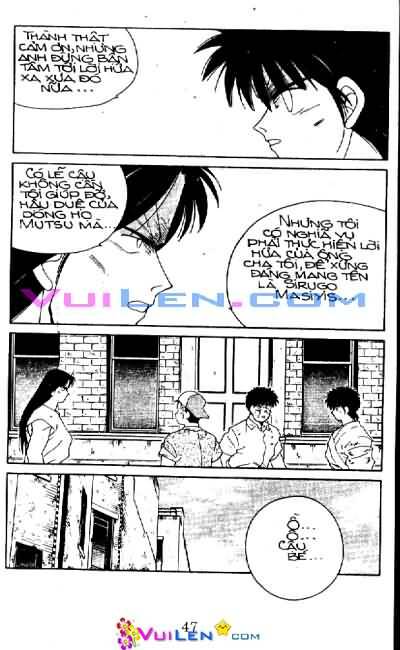 THÀNH THẬT
CẢM ƠN, NHƯNG
ANH ĐỪNG BẬN
TÂM TỚI LỜI HỨA
XA XƯA ĐÓ
NỮA ...
CÓ LẼ CẬU
KHÔNG CẦN
TÔI GIÚP ĐỠ,
HẬU DUỆ CỦA
DÒNG HỌ
MUTSU MÀ...
NHƯNG TÔI
CÓ NGHĨA VỤ
PHẢI THỰC HIỆN LỜI
HỨA CỦA ÔNG
CHA TÔI, ĐỂ XỨNG
ĐÁNG MANG TÊN
LÀ SIRUGO
MASIYIS...
VUILEN.COM
Ồ...
Ồ...
CẬU
BÉ...
47
VUILEN.COM